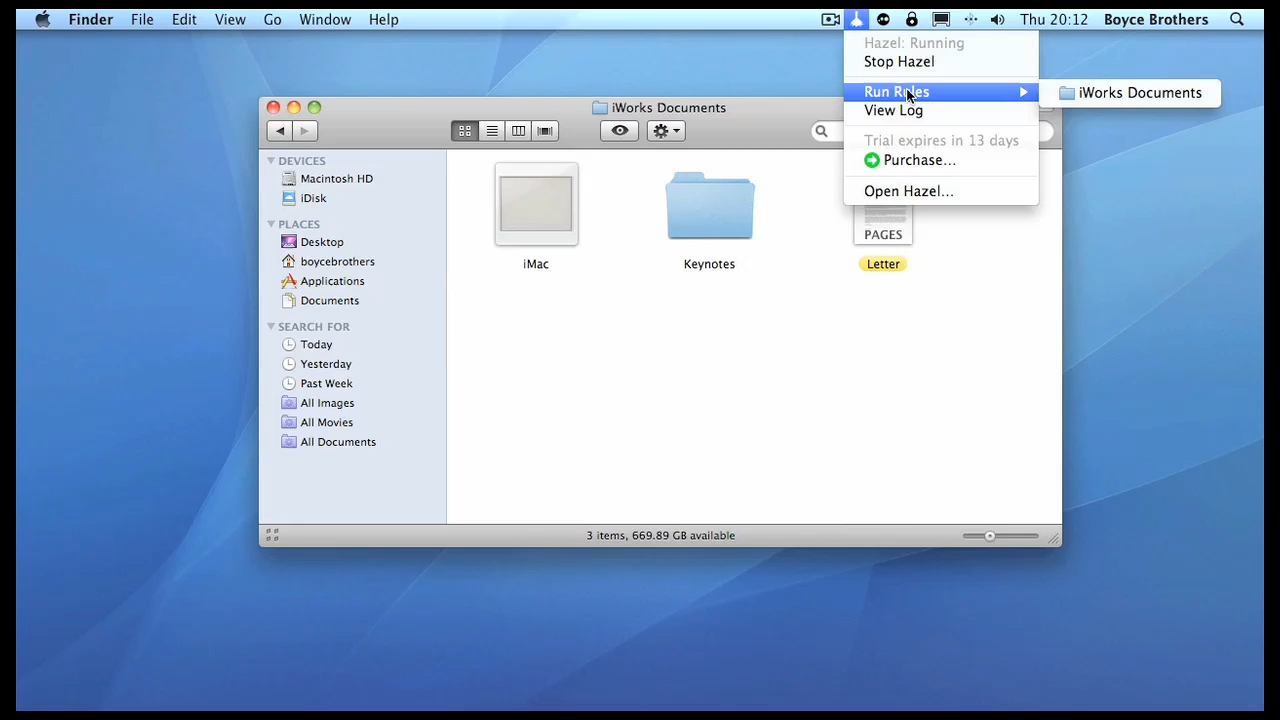 Finder File Edit View Go Window Help Thu 20:12 Boyce Brothers
Hazel: Running
Stop Hazel
Run Rules
iWorks Documents
View Log
Trial expires in 13 days
Purchase...
Open Hazel...
iWorks Documents
DEVICES
Macintosh HD
iDisk
PLACES
Desktop
boycebrothers
Applications
Documents
SEARCH FOR
Today
Yesterday
Past Week
All Images
All Movies
All Documents
iMac
Keynotes
PAGES
Letter
3 items, 669.89 GB available